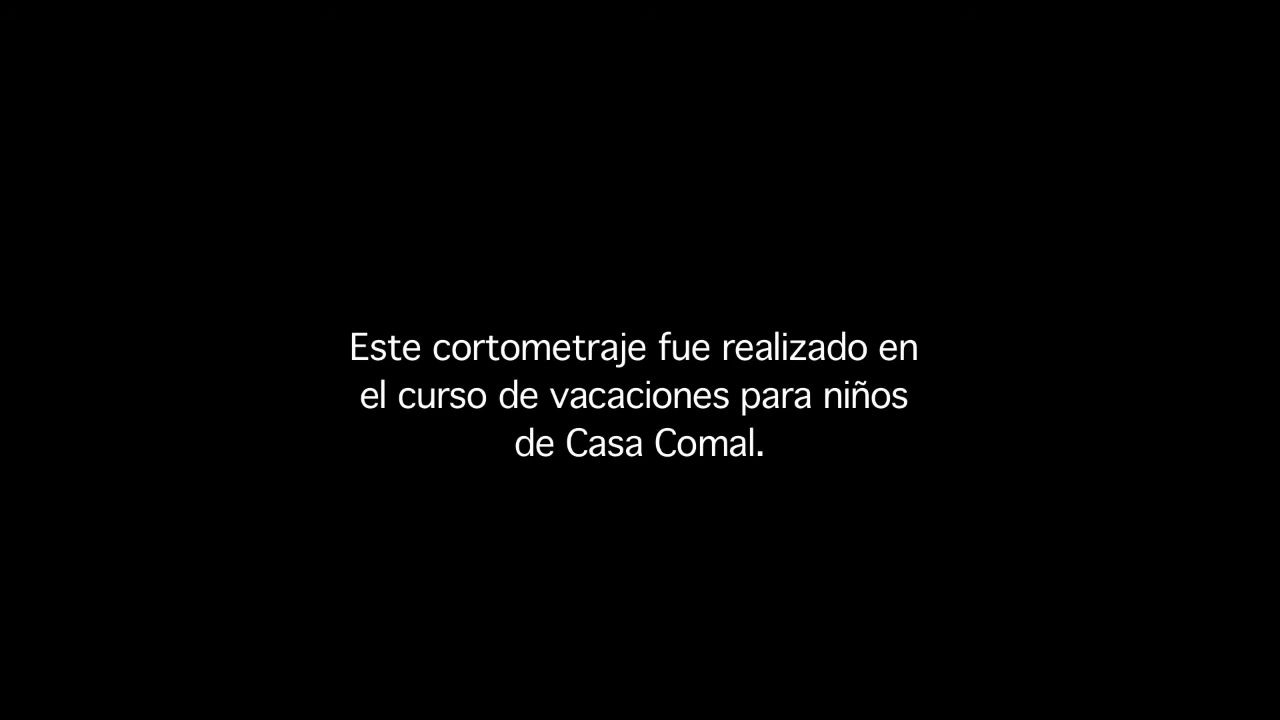 Este cortometraje fue realizado en
el curso de vacaciones para niños
de Casa Comal.